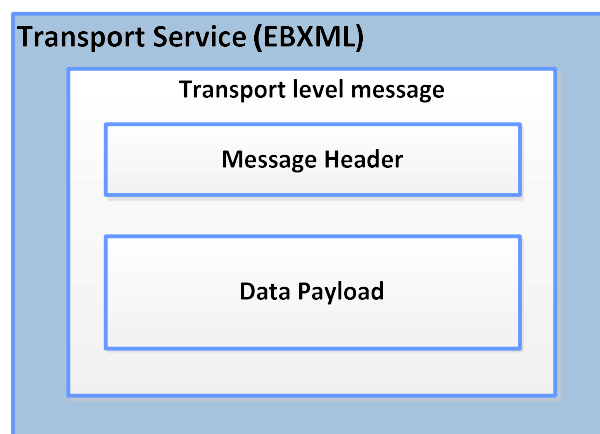 Transport Service (EBXML)
Transport level message
Message Header
Data Payload